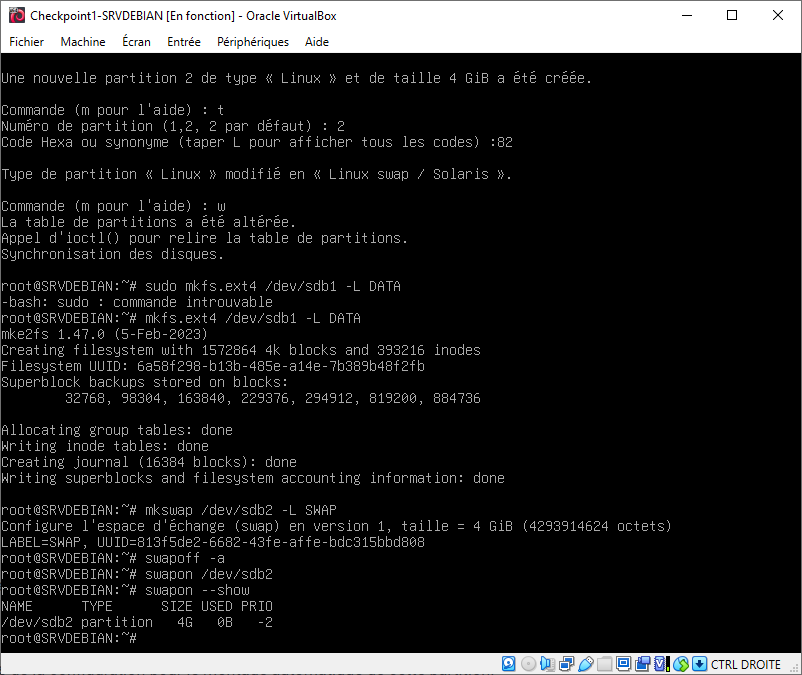 Checkpoint1-SRVDEBIAN [En fonction] - Oracle VirtualBox
Fichier Machine Écran Entrée Périphériques Aide
Une nouvelle partition 2 de type « Linux » et de taille 4 GiB a été créée.
Commande (m pour l'aide) : t
Numéro de partition (1,2, 2 par défaut) : 2
Code Hexa ou synonyme (taper L pour afficher tous les codes) :82
Type de partition « Linux » modifié en « Linux swap / Solaris ».
Commande (m pour l'aide) : w
La table de partitions a été altérée.
Appel d'ioctl() pour relire la table de partitions.
Synchronisation des disques.
root@SRVDEBIAN:~# sudo mkfs.ext4 /dev/sdb1 -L DATA
-bash: sudo : commande introuvable
root@SRVDEBIAN:~# mkfs.ext4 /dev/sdb1 -L DATA
mke2fs 1.47.0 (5-Feb-2023)
Creating filesystem with 1572864 4k blocks and 393216 inodes
Filesystem UUID: 6a58f298-b13b-485e-a14e-7b389b48f2fb
Superblock backups stored on blocks:
32768, 98304, 163840, 229376, 294912, 819200, 884736
Allocating group tables: done
Writing inode tables: done
Creating journal (16384 blocks): done
Writing superblocks and filesystem accounting information: done
root@SRVDEBIAN:~# mkswap /dev/sdb2 -L SWAP
Configure l'espace d'échange (swap) en version 1, taille = 4 GiB (4293914624 octets)
LABEL=SWAP, UUID=813f5de2-6682-43fe-affe-bdc315bbd808
root@SRVDEBIAN:~# swapoff -a
root@SRVDEBIAN:~# swapon /dev/sdb2
root@SRVDEBIAN:~# swapon --show
NAME TYPE SIZE USED PRIO
/dev/sdb2 partition 4G 0B -2
root@SRVDEBIAN:~#
CTRL DROITE